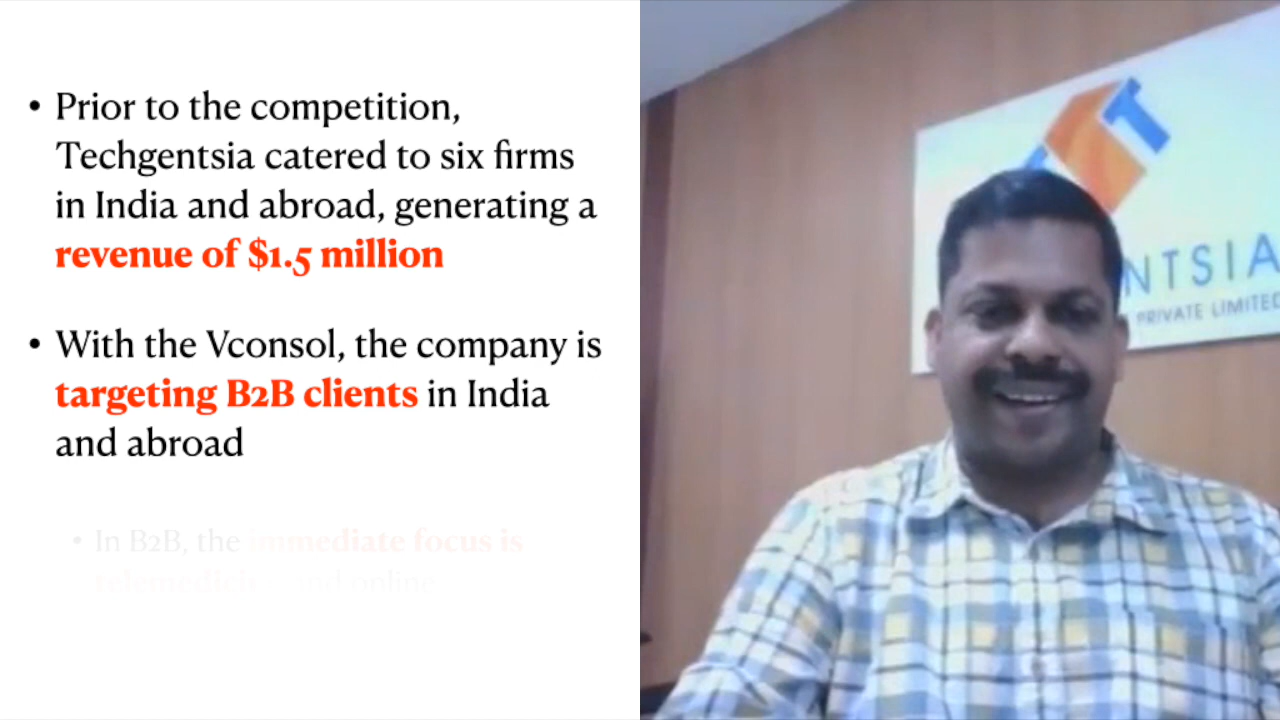 • Prior to the competition,
Techgentsia catered to six firms
in India and abroad, generating a
revenue of $1.5 million
• With the Vconsol, the company is
targeting B2B clients in India
and abroad
• In B2B, the immediate focus is
and online
NTSIA
PRIVATE LIMITED